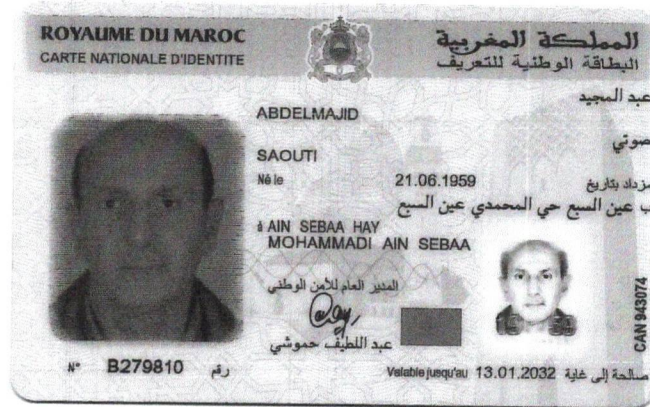 ROYAUME DU MAROC
المملكة المغربية
CARTE NATIONALE D'IDENTITE
البطاقة الوطنية للتعريف
عبد المجيد
ABDELMAJID
صوتي
SAOUTI
Né le 21.06.1959 مزداد بتاريخ
ب عين السبع حي المحمدي عين السبع
à AIN SEBAA HAY
MOHAMMADI AIN SEBAA
المدير العام للأمن الوطني
عبد اللطيف حموشي
CAN 943074
N° B279810 رقم
Valable jusqu'au 13.01.2032 صالحة إلى غاية